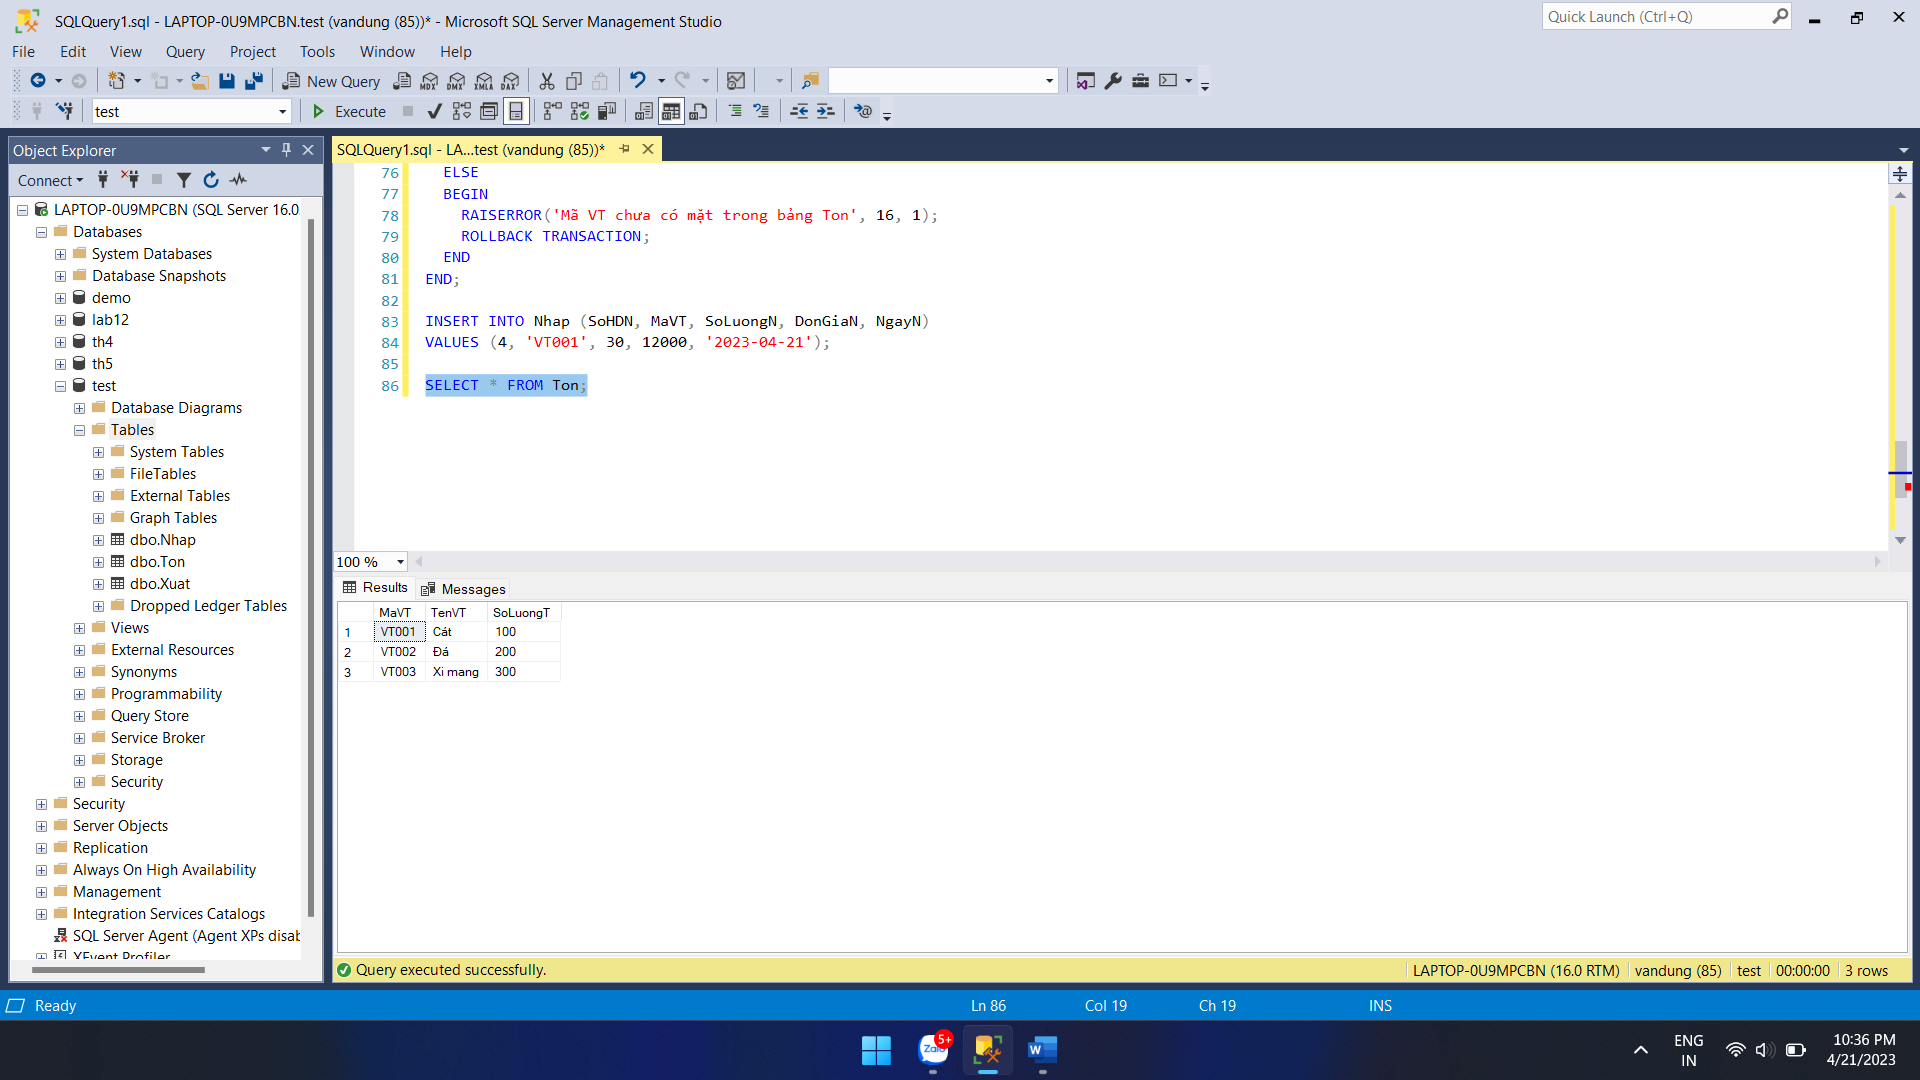 SQLQuery1.sql - LAPTOP-0U9MPCBN.test (vandung (85))* - Microsoft SQL Server Management Studio
Quick Launch (Ctrl+Q)
File Edit View Query Project Tools Window Help
New Query MDX DMX XMLA DAX
test Execute
Object Explorer
Connect
LAPTOP-0U9MPCBN (SQL Server 16.0
Databases
System Databases
Database Snapshots
demo
lab12
th4
th5
test
Database Diagrams
Tables
System Tables
FileTables
External Tables
Graph Tables
dbo.Nhap
dbo.Ton
dbo.Xuat
Dropped Ledger Tables
Views
External Resources
Synonyms
Programmability
Query Store
Service Broker
Storage
Security
Security
Server Objects
Replication
Always On High Availability
Management
Integration Services Catalogs
SQL Server Agent (Agent XPs disab
XEvent Profiler
SQLQuery1.sql - LA...test (vandung (85))*
76 ELSE
77 BEGIN
78 RAISERROR('Mã VT chưa có mặt trong bảng Ton', 16, 1);
79 ROLLBACK TRANSACTION;
80 END
81 END;
82
83 INSERT INTO Nhap (SoHDN, MaVT, SoLuongN, DonGiaN, NgayN)
84 VALUES (4, 'VT001', 30, 12000, '2023-04-21');
85
86 SELECT * FROM Ton;
100 %
Results Messages
MaVT TenVT SoLuongT
1 VT001 Cát 100
2 VT002 Đá 200
3 VT003 Xi mang 300
Query executed successfully.
LAPTOP-0U9MPCBN (16.0 RTM) vandung (85) test 00:00:00 3 rows
Ready Ln 86 Col 19 Ch 19 INS
Zalo 5+
W
ENG
IN
10:36 PM
4/21/2023